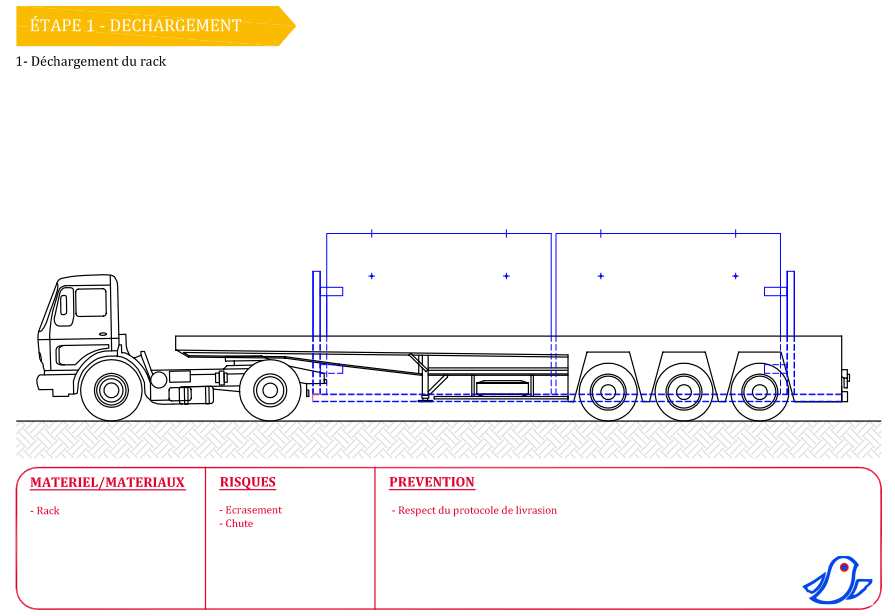 ÉTAPE 1 - DECHARGEMENT
1- Déchargement du rack
MATERIEL/MATERIAUX
- Rack
RISQUES
- Ecrasement
- Chute
PREVENTION
- Respect du protocole de livrasion